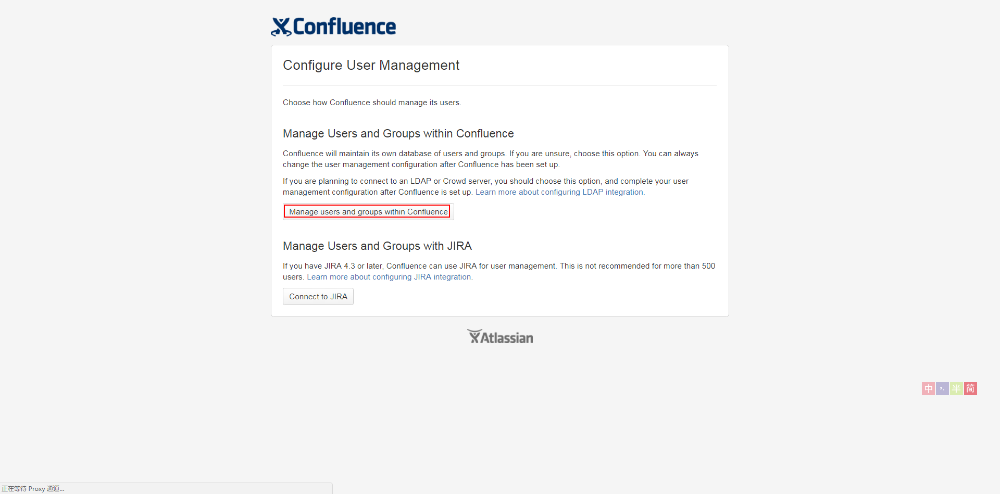 Confluence
Configure User Management
Choose how Confluence should manage its users.
Manage Users and Groups within Confluence
Confluence will maintain its own database of users and groups. If you are unsure, choose this option. You can always
change the user management configuration after Confluence has been set up.
If you are planning to connect to an LDAP or Crowd server, you should choose this option, and complete your user
management configuration after Confluence is set up. Learn more about configuring LDAP integration.
Manage users and groups within Confluence
Manage Users and Groups with JIRA
If you have JIRA 4.3 or later, Confluence can use JIRA for user management. This is not recommended for more than 500
users. Learn more about configuring JIRA integration.
Connect to JIRA
Atlassian
中 ’. 半 简
正在等待 Proxy 通道...